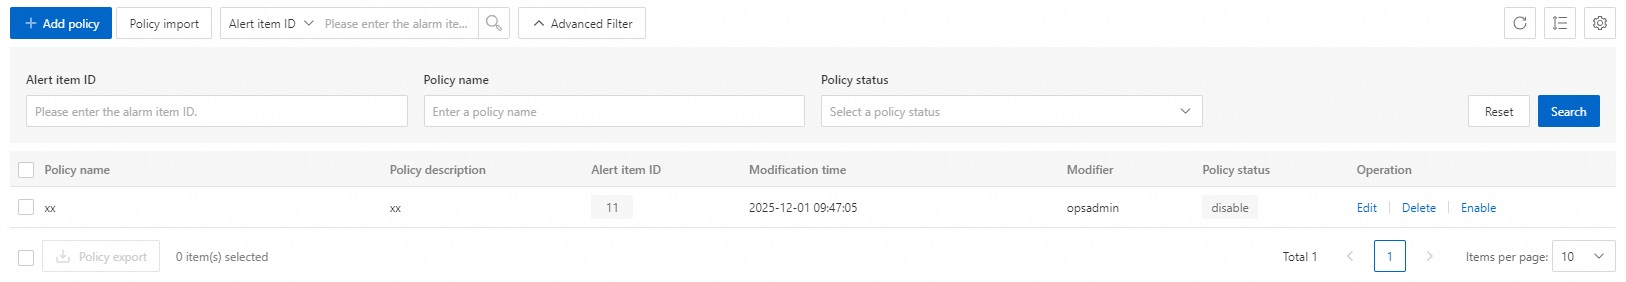 Add policy Policy import Alert item ID Please enter the alarm ite... Advanced Filter
Alert item ID Policy name Policy status
Please enter the alarm item ID. Enter a policy name Select a policy status Reset Search
Policy name Policy description Alert item ID Modification time Modifier Policy status Operation
xx xx 11 2025-12-01 09:47:05 opsadmin disable Edit Delete Enable
Policy export 0 item(s) selected Total 1 1 Items per page: 10